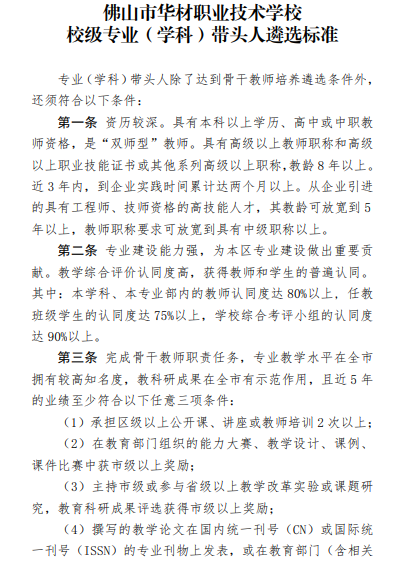 佛山市华材职业技术学校
校级专业（学科）带头人遴选标准
专业（学科）带头人除了达到骨干教师培养遴选条件外，
还须符合以下条件：
第一条 资历较深。具有本科以上学历、高中或中职教
师资格，是“双师型”教师。具有高级以上教师职称和高级
以上职业技能证书或其他系列高级以上职称，教龄 8 年以上。
近 3 年内，到企业实践时间累计达两个月以上。从企业引进
的具有工程师、技师资格的高技能人才，其教龄可放宽到 5
年以上，教师职称要求可放宽到具有中级职称以上。
第二条 专业建设能力强，为本区专业建设做出重要贡
献。教学综合评价认同度高，获得教师和学生的普遍认同。
其中：本学科、本专业部内的教师认同度达 80%以上，任教
班级学生的认同度达 75%以上，学校综合考评小组的认同度
达 90%以上。
第三条 完成骨干教师职责任务，专业教学水平在全市
拥有较高知名度，教科研成果在全市有示范作用，且近 5 年
的业绩至少符合以下任意三项条件：
（1）承担区级以上公开课、讲座或教师培训 2 次以上；
（2）在教育部门组织的能力大赛、教学设计、课例、
课件比赛中获市级以上奖励；
（3）主持市级或参与省级以上教学改革实验或课题研
究，教育科研成果评选获得市级以上奖励；
（4）撰写的教学论文在国内统一刊号（CN）或国际统
一刊号（ISSN）的专业刊物上发表，或在教育部门（含相关